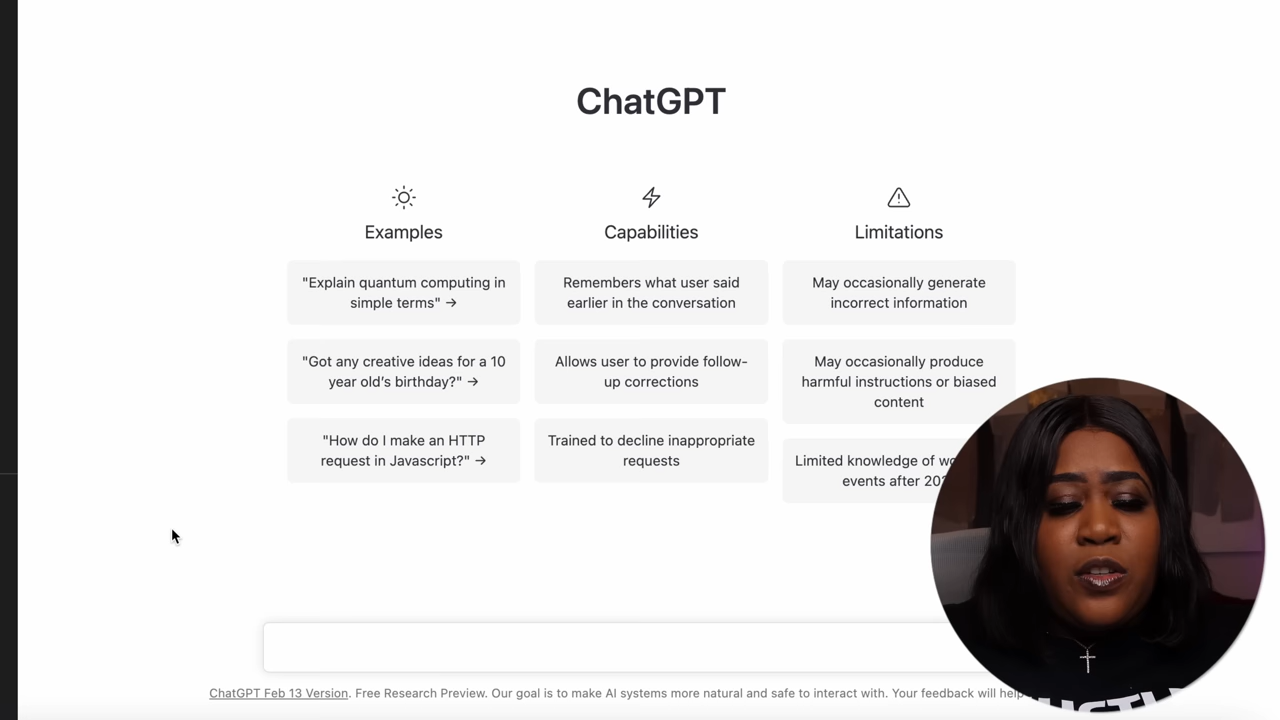 ChatGPT
Examples
Capabilities
Limitations
"Explain quantum computing in
simple terms" →
Remembers what user said
earlier in the conversation
May occasionally generate
incorrect information
"Got any creative ideas for a 10
year old's birthday?" →
Allows user to provide follow-
up corrections
May occasionally produce
harmful instructions or biased
content
"How do I make an HTTP
request in Javascript?" →
Trained to decline inappropriate
requests
Limited knowledge of
events after
ChatGPT Feb 13 Version. Free Research Preview. Our goal is to make AI systems more natural and safe to interact with. Your feedback will help